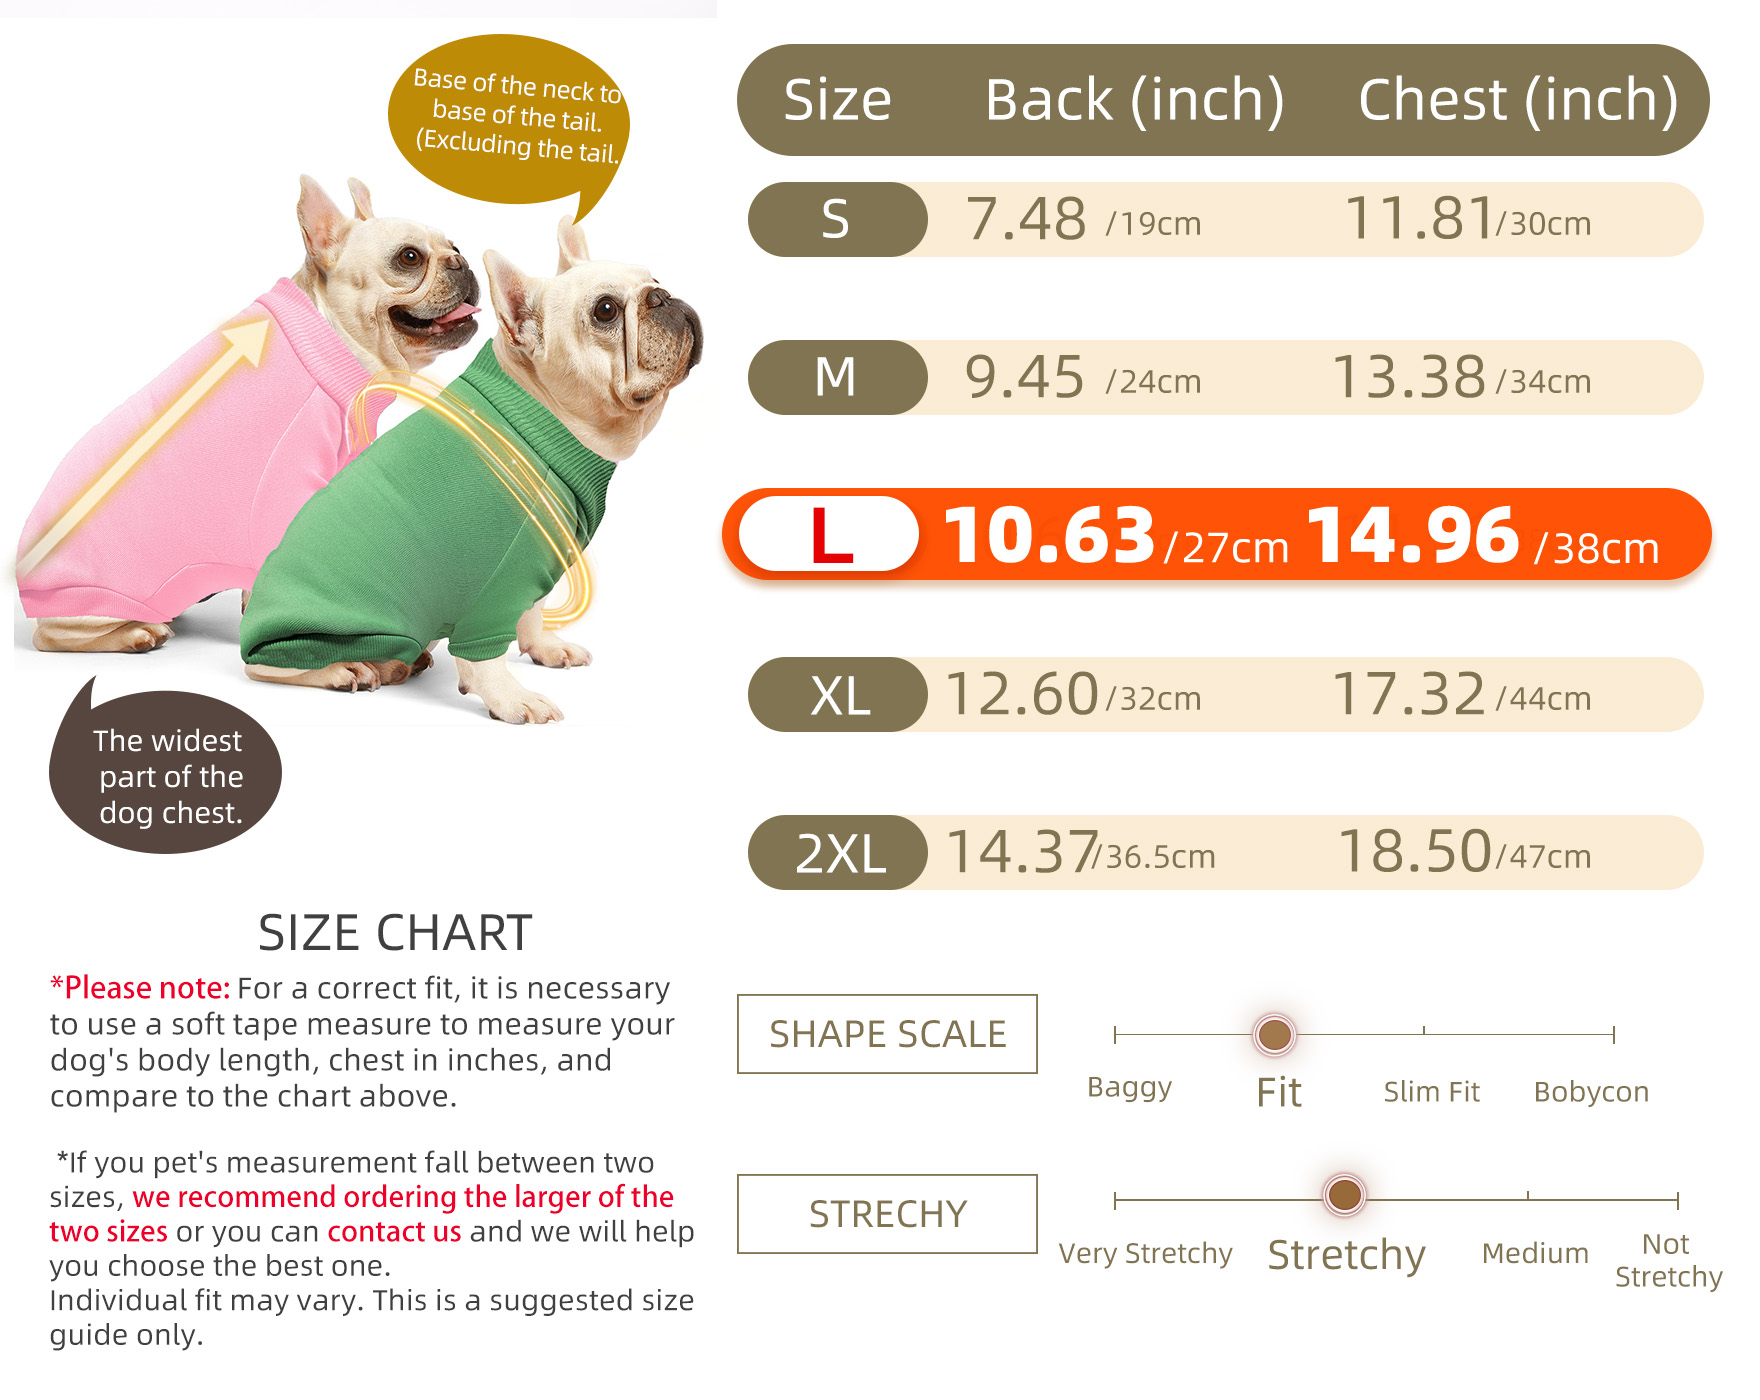 Base of the neck to
base of the tail.
(Excluding the tail.
The widest
part of the
dog chest.
Size Back (inch) Chest (inch)
S 7.48 /19cm 11.81/30cm
M 9.45 /24cm 13.38/34cm
L 10.63/27cm 14.96/38cm
XL 12.60/32cm 17.32/44cm
2XL 14.37/36.5cm 18.50/47cm
SIZE CHART
*Please note: For a correct fit, it is necessary
to use a soft tape measure to measure your
dog's body length, chest in inches, and
compare to the chart above.
*If you pet's measurement fall between two
sizes, we recommend ordering the larger of the
two sizes or you can contact us and we will help
you choose the best one.
Individual fit may vary. This is a suggested size
guide only.
SHAPE SCALE
Baggy Fit Slim Fit Bobycon
STRECHY
Very Stretchy Stretchy Medium Not
Stretchy